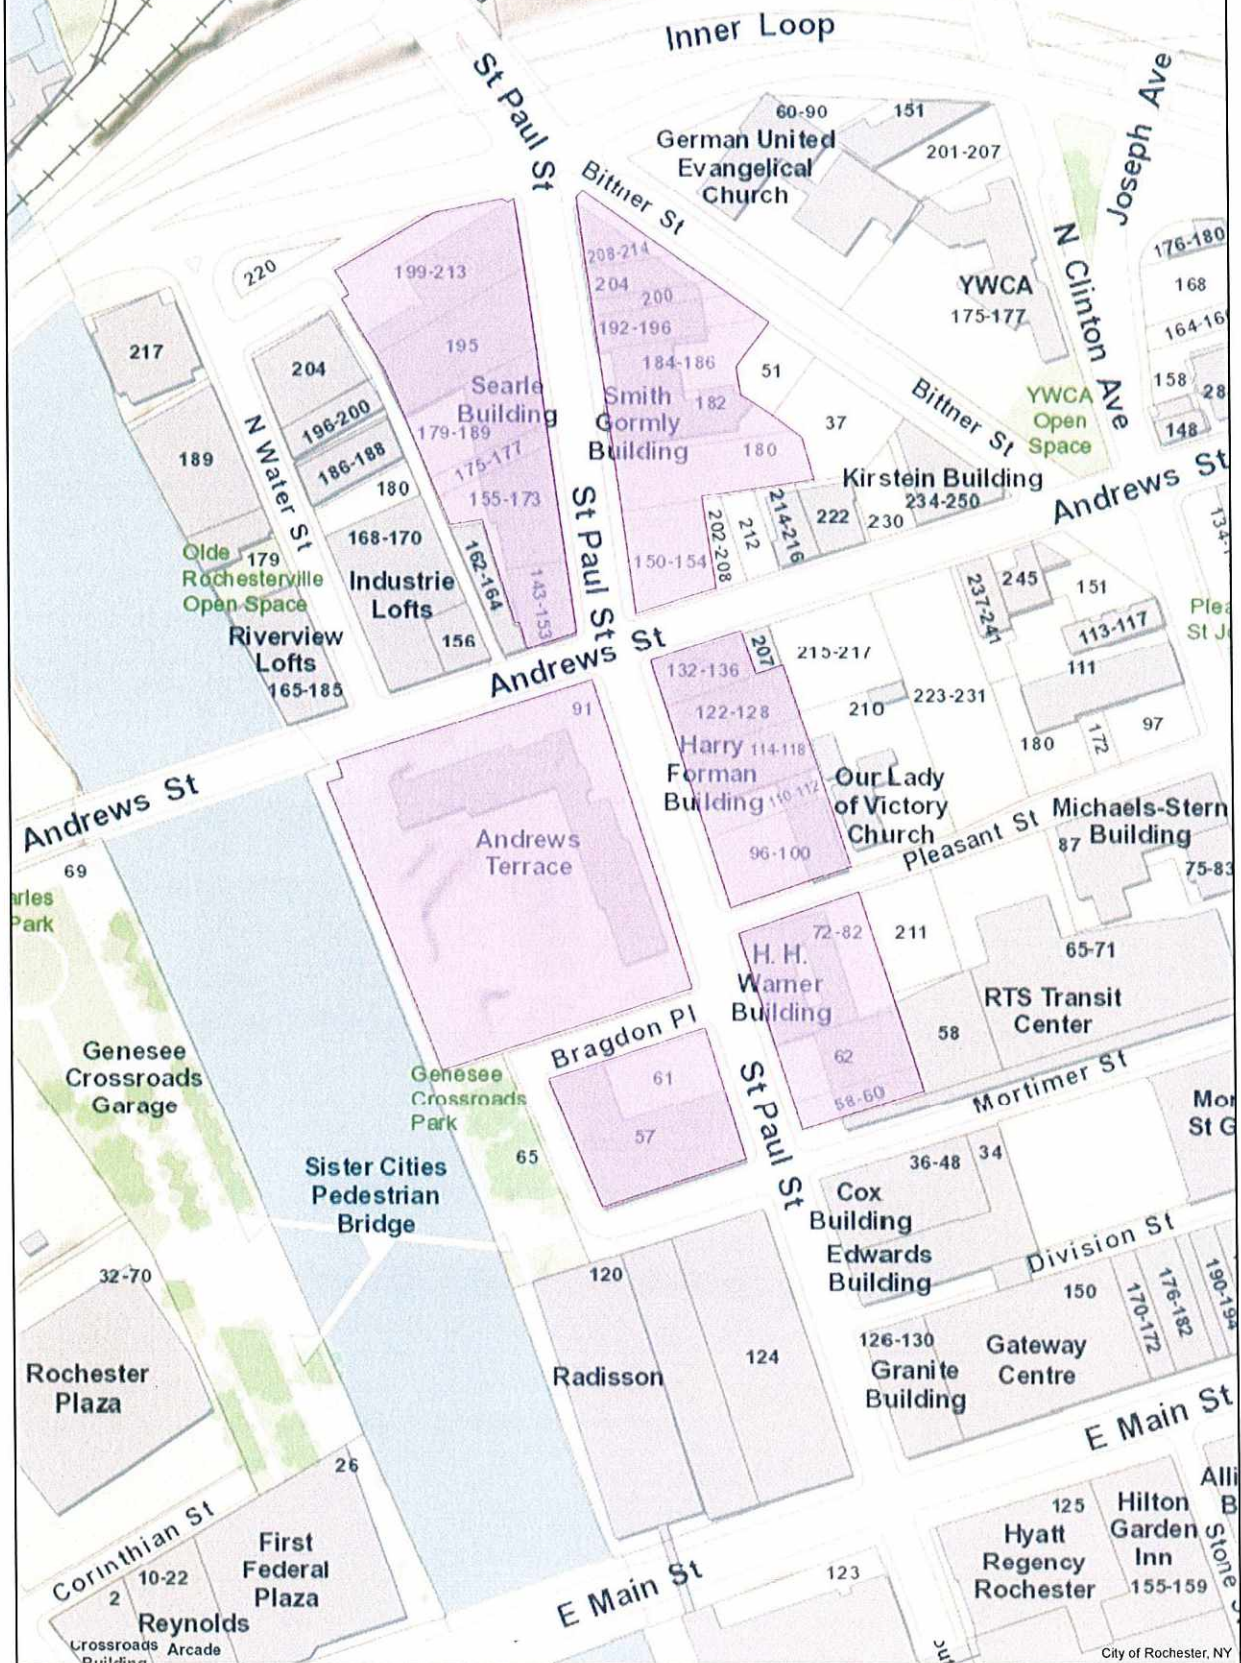 Inner Loop
St Paul St
Joseph Ave
60-90
151
German United
Evangelical
Church
201-207
Bittner St
N Clinton Ave
176-180
168
158
28
148
YWCA
175-177
YWCA
Open
Space
220
199-213
195
Searle
Building
179-189
175-177
155-173
143-153
208-214
204
200
192-196
184-186
182
Smith
Gormly
Building
180
150-154
51
37
Bittner St
Kirstein Building
234-250
Andrews St
202-208
212
214-216
222
230
217
204
196-200
186-188
180
189
N Water St
168-170
Industrie
Lofts
162-164
156
Olde
Rochesterville
Open Space
179
Riverview
Lofts
165-185
St Paul St
Andrews St
237-241
245
151
113-117
111
97
172
180
207
215-217
210
223-231
132-136
122-128
Harry
Forman
Building
114-118
110-112
96-100
Our Lady
of Victory
Church
Pleasant St
Michaels-Stern
Building
87
75-83
91
Andrews
Terrace
Andrews St
69
Park
72-82
H. H.
Warner
Building
62
58-60
211
58
65-71
RTS Transit
Center
Mortimer St
Bragdon Pl
61
57
St Paul St
Genesee
Crossroads
Garage
Genesee
Crossroads
Park
65
Sister Cities
Pedestrian
Bridge
36-48
34
Cox
Building
Edwards
Building
Division St
St G
32-70
Rochester
Plaza
120
Radisson
124
126-130
Granite
Building
150
Gateway
Centre
170-172
176-182
190-194
E Main St
26
Corinthian St
First
Federal
Plaza
10-22
2
Reynolds
Arcade
Crossroads
E Main St
123
125
Hyatt
Regency
Rochester
Hilton
Garden
Inn
155-159
Stone
City of Rochester, NY